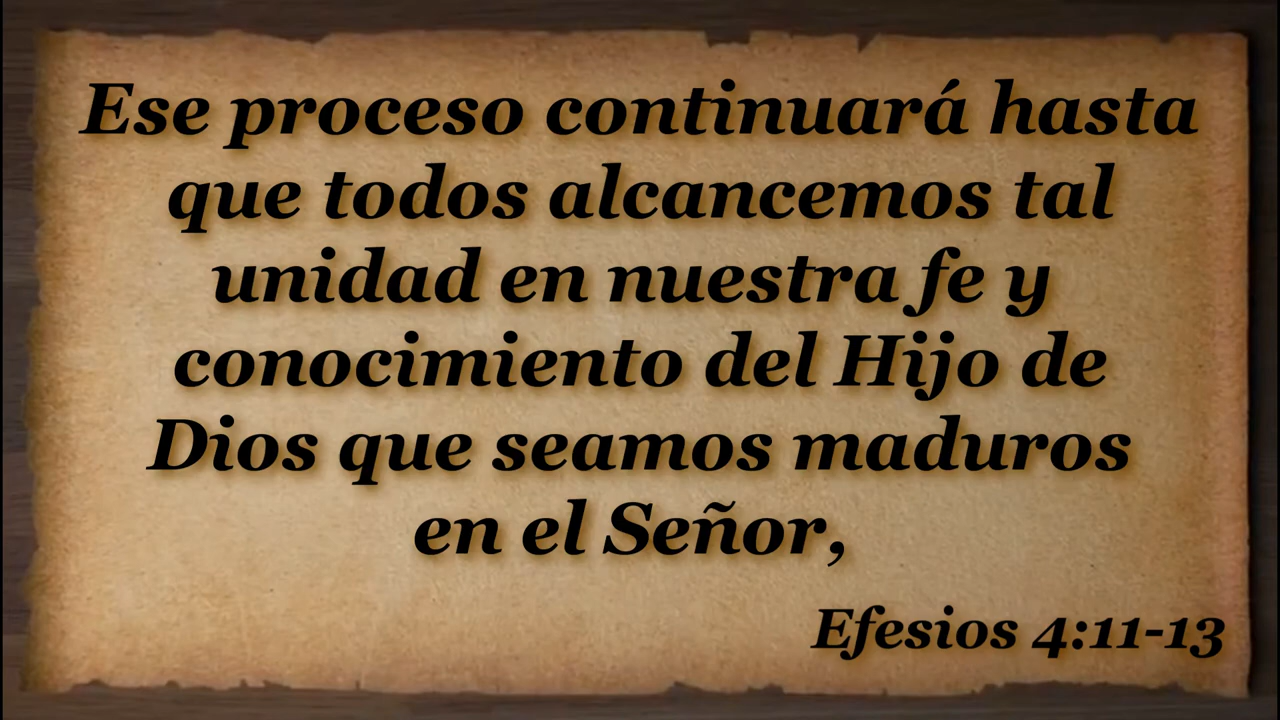 Ese proceso continuará hasta
que todos alcancemos tal
unidad en nuestra fe y
conocimiento del Hijo de
Dios que seamos maduros
en el Señor,
Efesios 4:11-13